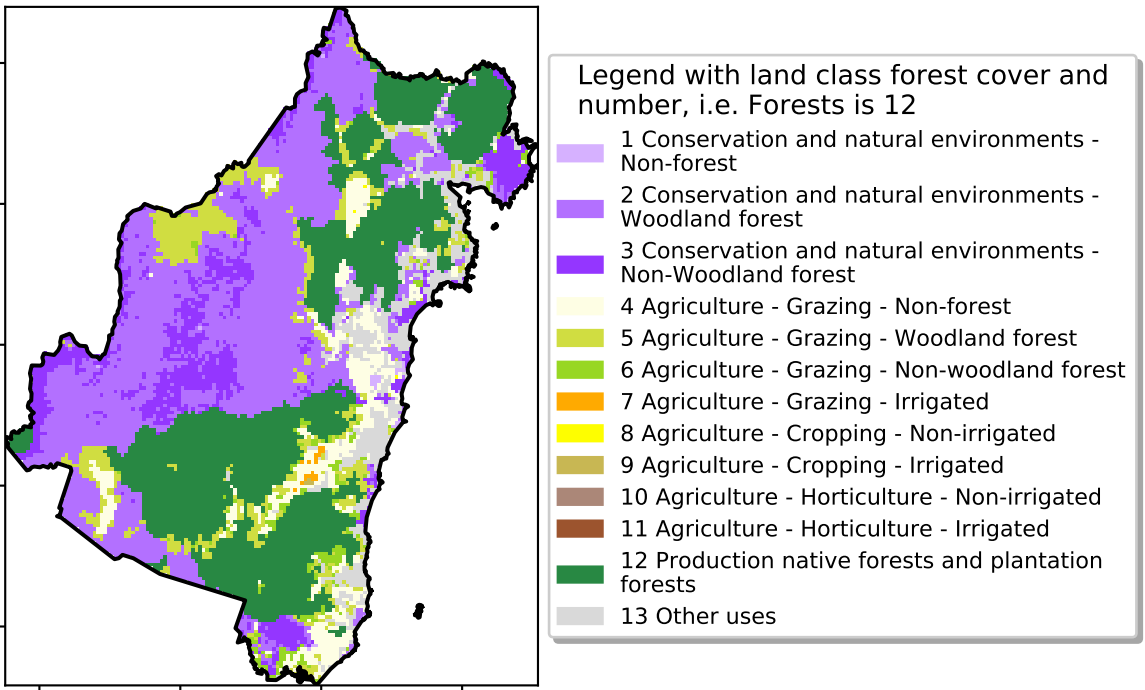 Legend with land class forest cover and
number, i.e. Forests is 12
1 Conservation and natural environments -
Non-forest
2 Conservation and natural environments -
Woodland forest
3 Conservation and natural environments -
Non-Woodland forest
4 Agriculture - Grazing - Non-forest
5 Agriculture - Grazing - Woodland forest
6 Agriculture - Grazing - Non-woodland forest
7 Agriculture - Grazing - Irrigated
8 Agriculture - Cropping - Non-irrigated
9 Agriculture - Cropping - Irrigated
10 Agriculture - Horticulture - Non-irrigated
11 Agriculture - Horticulture - Irrigated
12 Production native forests and plantation
forests
13 Other uses